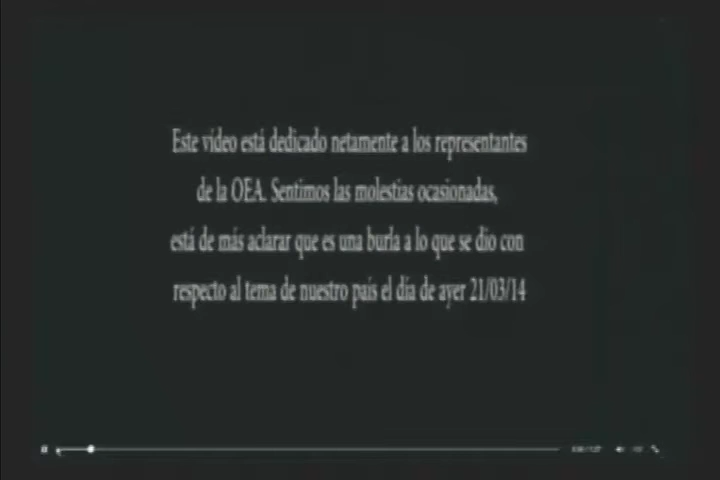 Este video está dedicado netamente a los representantes
de la OEA. Sentimos las molestias ocasionadas,
está de más aclarar que es una burla a lo que se dio con
respecto al tema de nuestro país el día de ayer 21/03/14